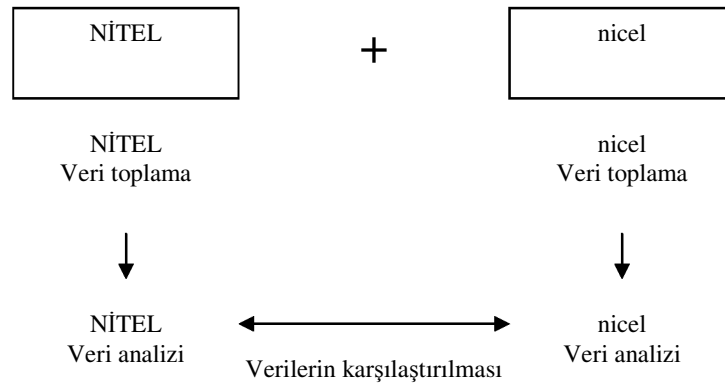 NİTEL
+
nicel
NİTEL
Veri toplama
nicel
Veri toplama
NİTEL
Veri analizi
nicel
Veri analizi
Verilerin karşılaştırılması